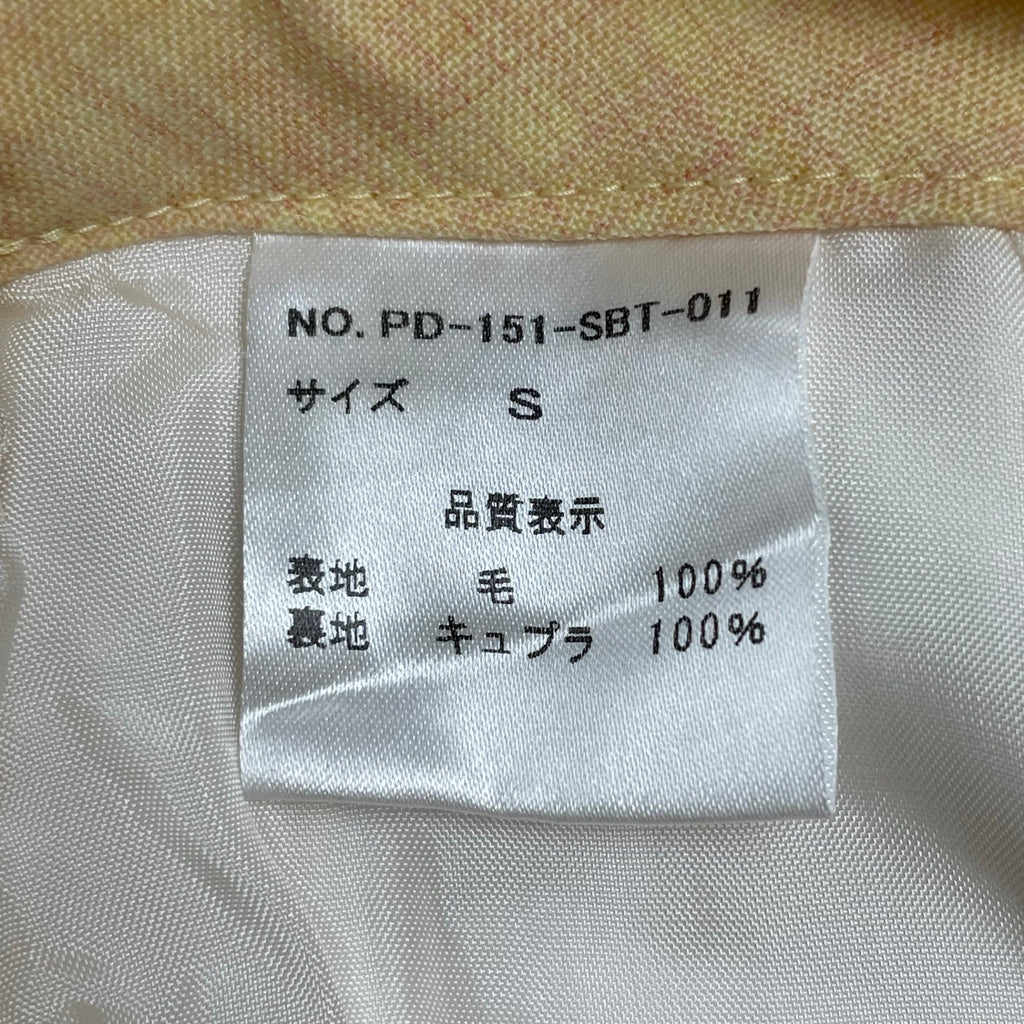 NO. PD-151-SBT-011
サイズ S
品質表示
表地 毛 100%
裏地 キュプラ 100%